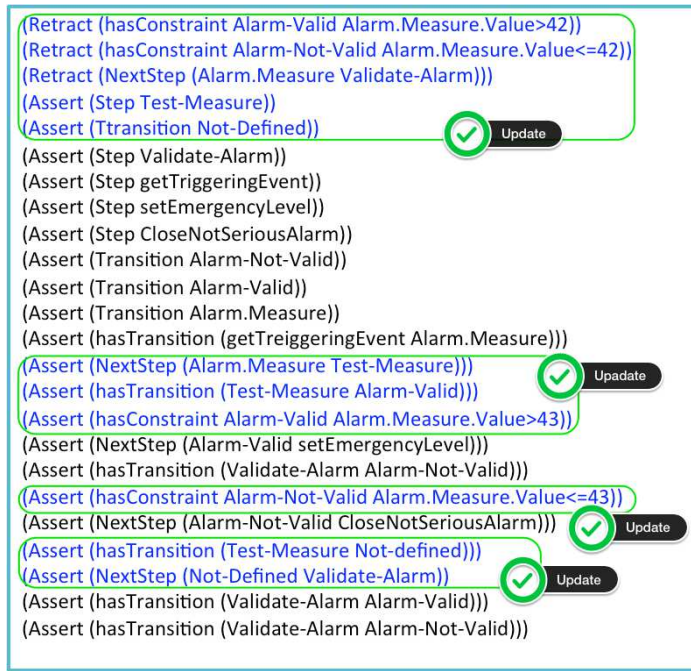 (Retract (hasConstraint Alarm-Valid Alarm.Measure.Value>42))
(Retract (hasConstraint Alarm-Not-Valid Alarm.Measure.Value<=42))
(Retract (NextStep (Alarm.Measure Validate-Alarm)))
(Assert (Step Test-Measure))
(Assert (Ttransition Not-Defined))
Update
(Assert (Step Validate-Alarm))
(Assert (Step getTriggeringEvent))
(Assert (Step setEmergencyLevel))
(Assert (Step CloseNotSeriousAlarm))
(Assert (Transition Alarm-Not-Valid))
(Assert (Transition Alarm-Valid))
(Assert (Transition Alarm.Measure))
(Assert (hasTransition (getTreiggeringEvent Alarm.Measure)))
(Assert (NextStep (Alarm.Measure Test-Measure)))
Upadate
(Assert (hasTransition (Test-Measure Alarm-Valid)))
(Assert (hasConstraint Alarm-Valid Alarm.Measure.Value>43))
(Assert (NextStep (Alarm-Valid setEmergencyLevel)))
(Assert (hasTransition (Validate-Alarm Alarm-Not-Valid)))
(Assert (hasConstraint Alarm-Not-Valid Alarm.Measure.Value<=43))
(Assert (NextStep (Alarm-Not-Valid CloseNotSeriousAlarm)))
Update
(Assert (hasTransition (Test-Measure Not-defined)))
(Assert (NextStep (Not-Defined Validate-Alarm))
Update
(Assert (hasTransition (Validate-Alarm Alarm-Valid)))
(Assert (hasTransition (Validate-Alarm Alarm-Not-Valid)))